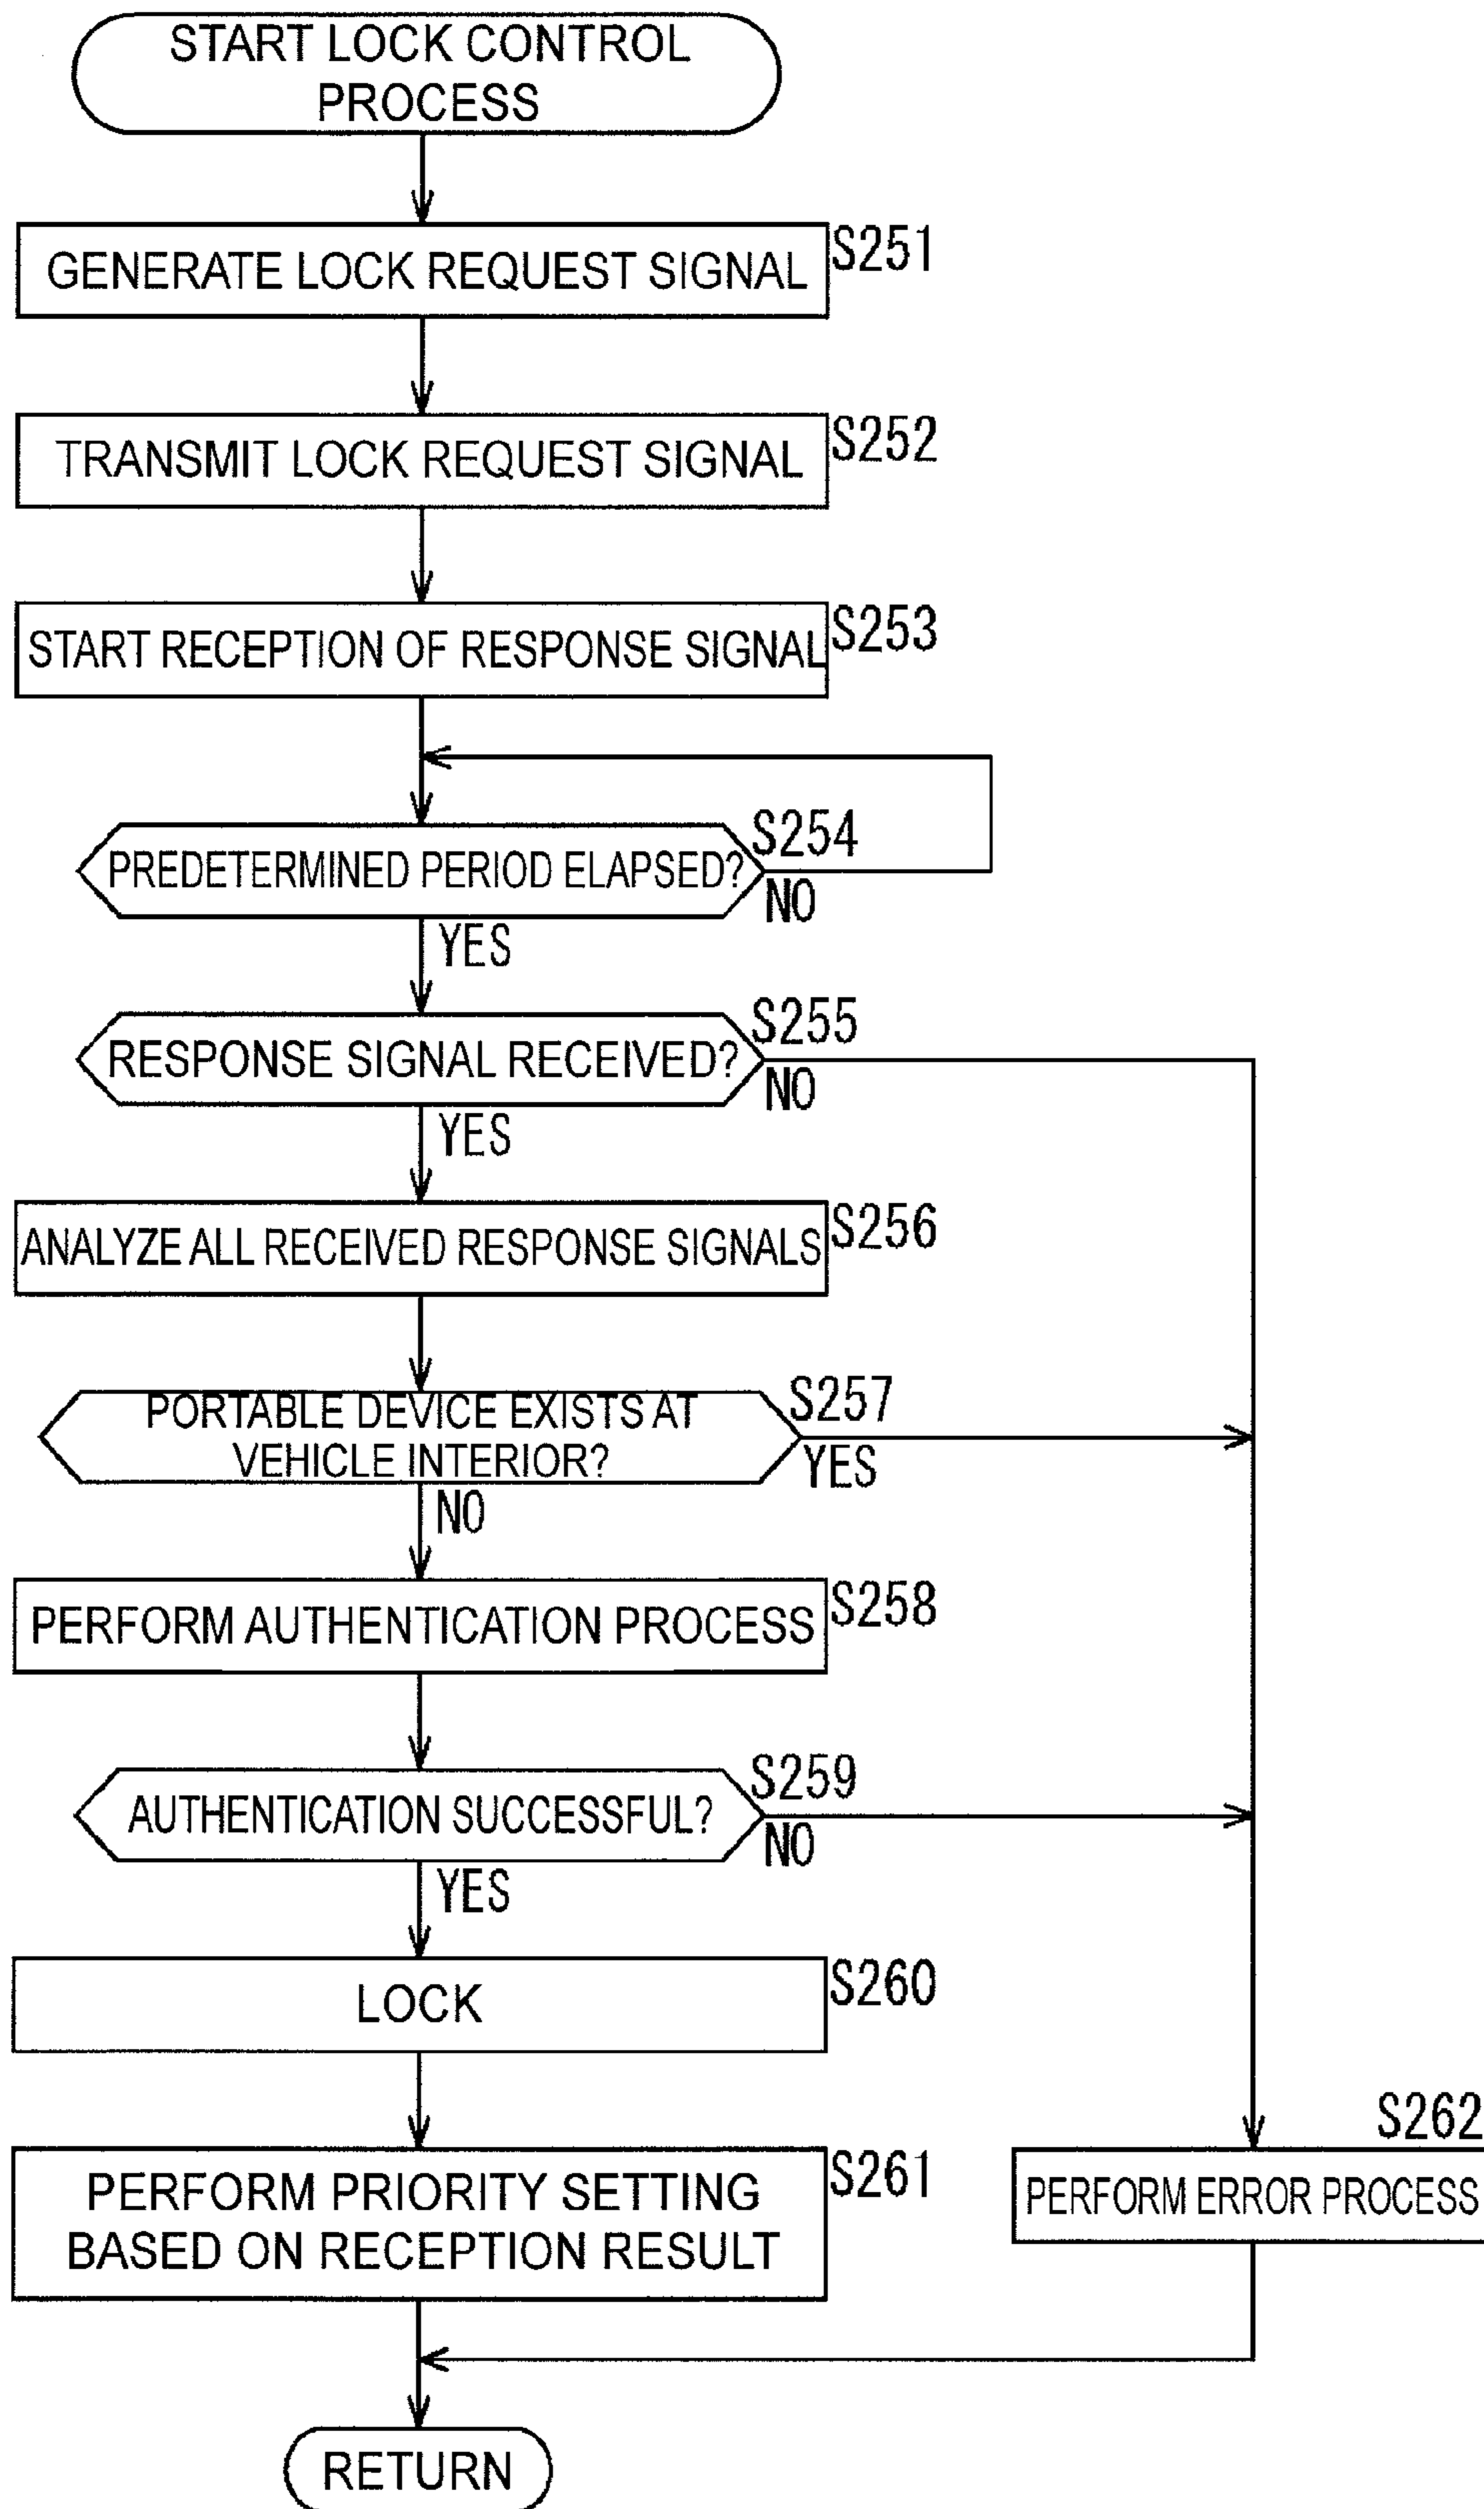 START LOCK CONTROL
PROCESS
GENERATE LOCK REQUEST SIGNAL
S251
TRANSMIT LOCK REQUEST SIGNAL
S252
START RECEPTION OF RESPONSE SIGNAL
S253
PREDETERMINED PERIOD ELAPSED?
S254
NO
YES
RESPONSE SIGNAL RECEIVED?
S255
NO
YES
ANALYZE ALL RECEIVED RESPONSE SIGNALS
S256
PORTABLE DEVICE EXISTS AT
VEHICLE INTERIOR?
S257
YES
NO
PERFORM AUTHENTICATION PROCESS
S258
AUTHENTICATION SUCCESSFUL?
S259
NO
YES
LOCK
S260
PERFORM PRIORITY SETTING
BASED ON RECEPTION RESULT
S261
S262
PERFORM ERROR PROCESS
RETURN